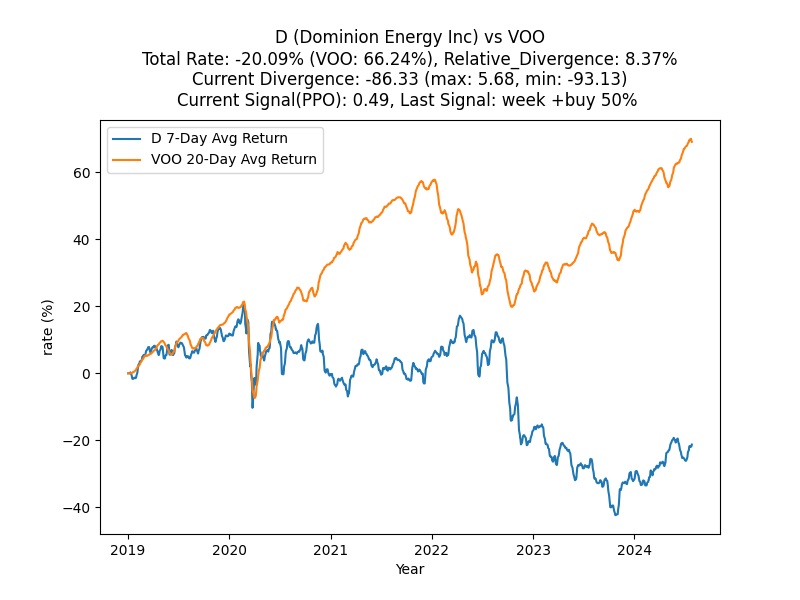 D (Dominion Energy Inc) vs VOO
Total Rate: -20.09% (VOO: 66.24%), Relative_Divergence: 8.37%
Current Divergence: -86.33 (max: 5.68, min: -93.13)
Current Signal(PPO): 0.49, Last Signal: week +buy 50%
D 7-Day Avg Return
VOO 20-Day Avg Return
rate (%)
60
40
20
0
−20
−40
2019
2020
2021
2022
2023
2024
Year